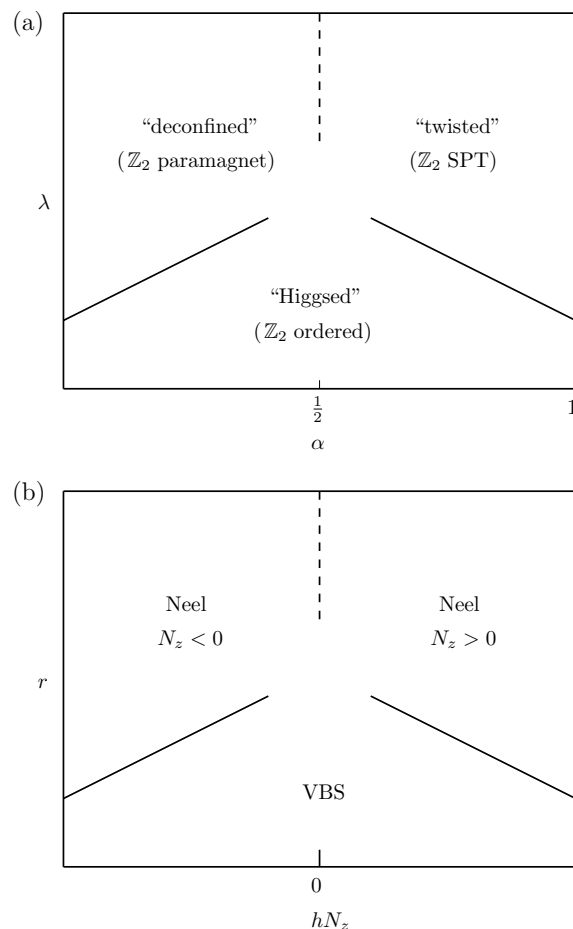 (a)
“deconfined”
(ℤ₂ paramagnet)
“twisted”
(ℤ₂ SPT)
λ
“Higgsed”
(ℤ₂ ordered)
1/2
1
α
(b)
Neel
N_z < 0
Neel
N_z > 0
r
VBS
0
hN_z